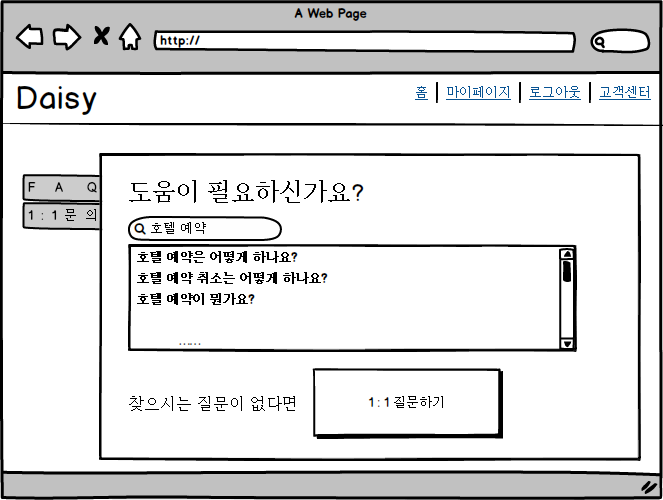 A Web Page
http://
Daisy
홈 마이페이지 로그아웃 고객센터
F A Q
1 : 1 문 의
도움이 필요하신가요?
호텔 예약
호텔 예약은 어떻게 하나요?
호텔 예약 취소는 어떻게 하나요?
호텔 예약이 뭔가요?
......
찾으시는 질문이 없다면
1 : 1 질문하기